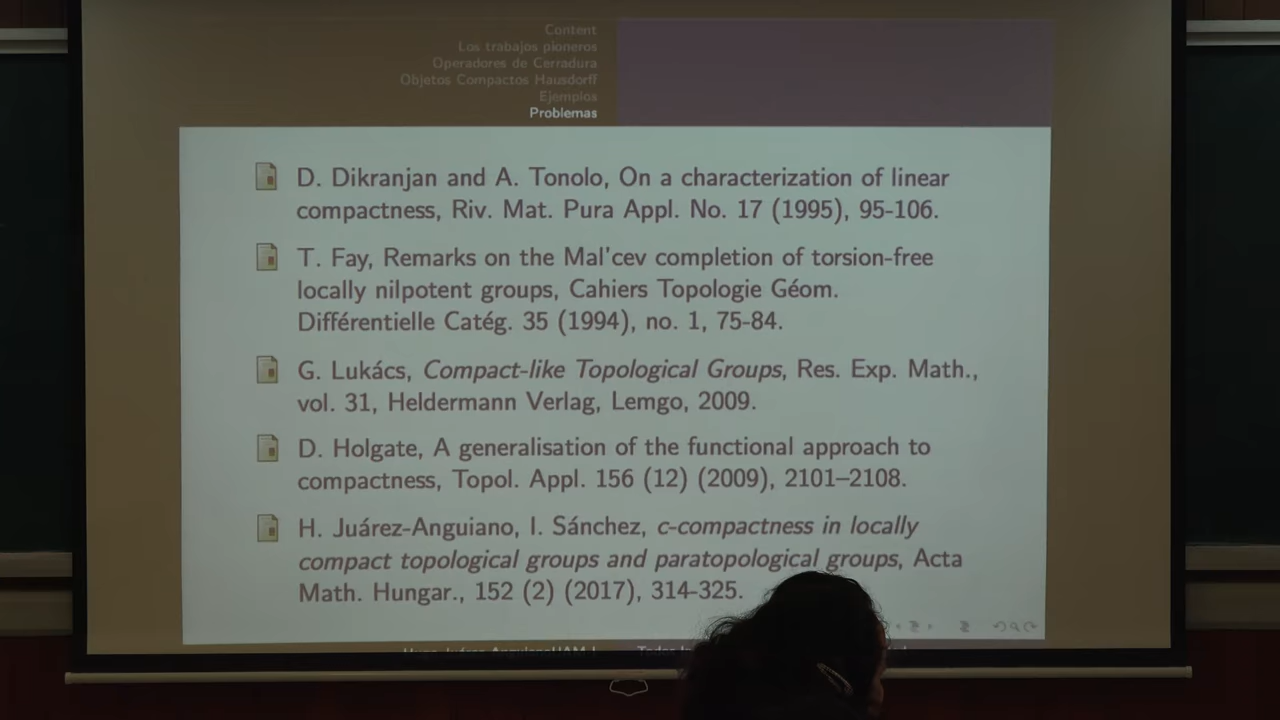 Content
Los trabajos pioneros
Operadores de Cerradura
Objetos Compactos Hausdorff
Ejemplos
Problemas
D. Dikranjan and A. Tonolo, On a characterization of linear
compactness, Riv. Mat. Pura Appl. No. 17 (1995), 95-106.
T. Fay, Remarks on the Mal'cev completion of torsion-free
locally nilpotent groups, Cahiers Topologie Géom.
Différentielle Catég. 35 (1994), no. 1, 75-84.
G. Lukács, Compact-like Topological Groups, Res. Exp. Math.,
vol. 31, Heldermann Verlag, Lemgo, 2009.
D. Holgate, A generalisation of the functional approach to
compactness, Topol. Appl. 156 (12) (2009), 2101–2108.
H. Juárez-Anguiano, I. Sánchez, c-compactness in locally
compact topological groups and paratopological groups, Acta
Math. Hungar., 152 (2) (2017), 314-325.